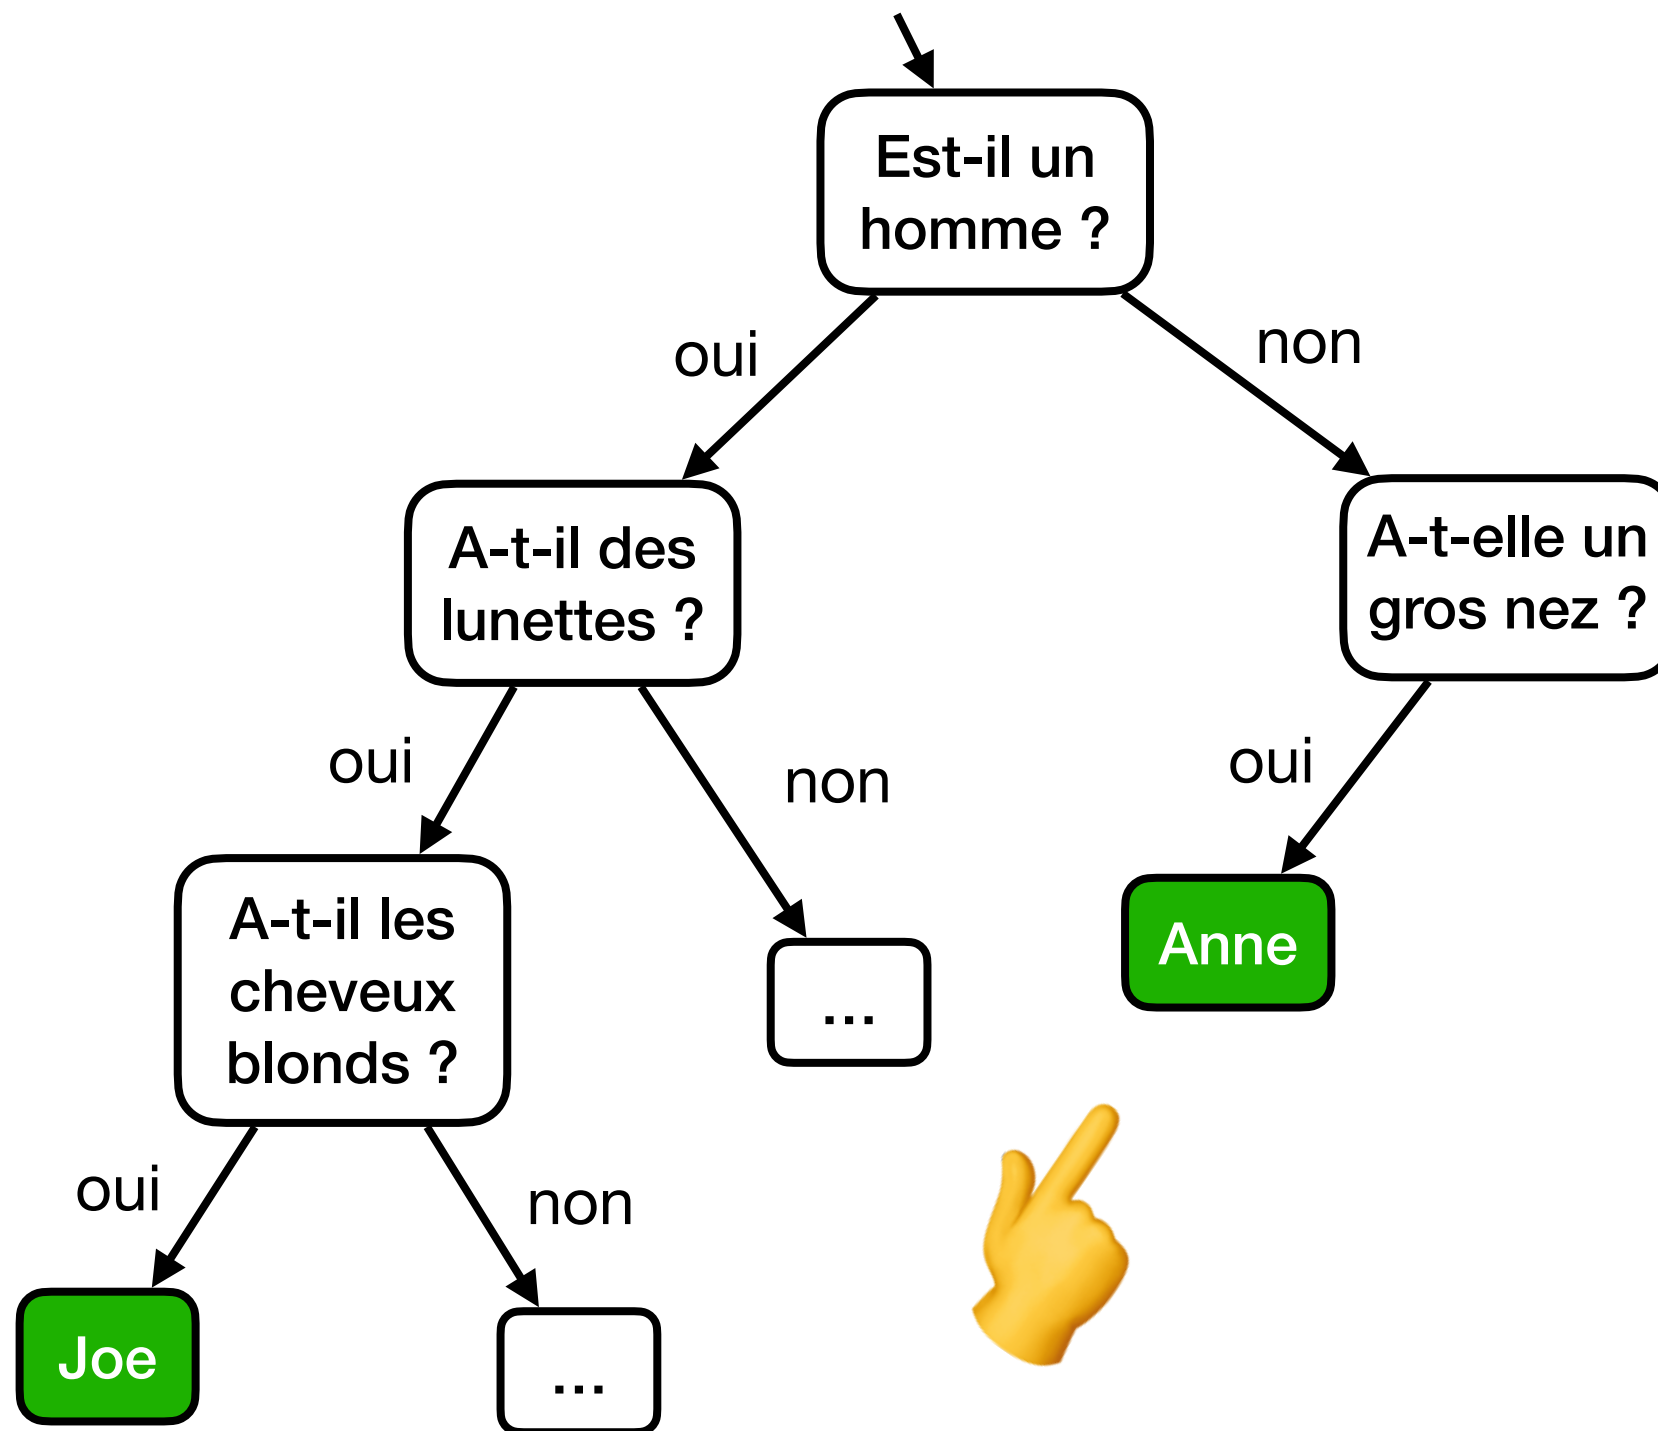 Est-il un
homme ?
oui
non
A-t-il des
lunettes ?
A-t-elle un
gros nez ?
oui
non
oui
A-t-il les
cheveux
blonds ?
...
Anne
oui
non
Joe
...